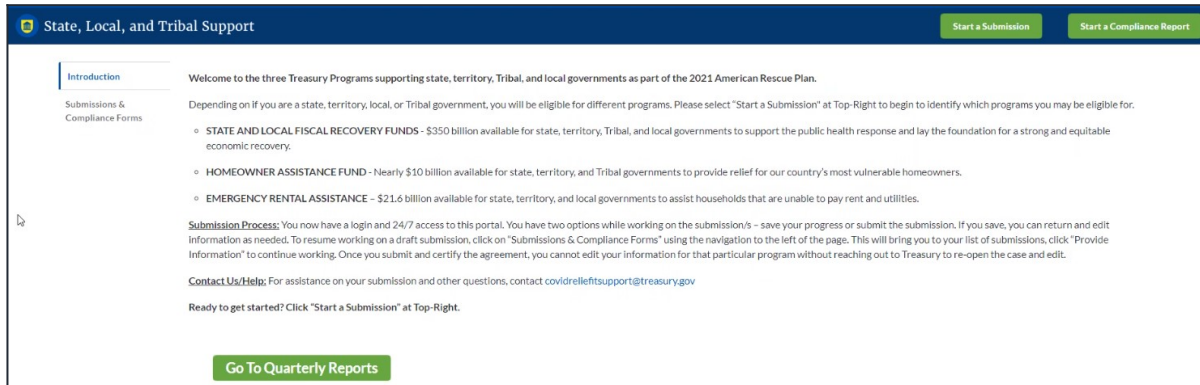 State, Local, and Tribal Support
Start a Submission
Start a Compliance Report
Introduction
Submissions &
Compliance Forms
Welcome to the three Treasury Programs supporting state, territory, Tribal, and local governments as part of the 2021 American Rescue Plan.
Depending on if you are a state, territory, local, or Tribal government, you will be eligible for different programs. Please select "Start a Submission" at Top-Right to begin to identify which programs you may be eligible for.
STATE AND LOCAL FISCAL RECOVERY FUNDS - $350 billion available for state, territory, Tribal, and local governments to support the public health response and lay the foundation for a strong and equitable
economic recovery.
HOMEOWNER ASSISTANCE FUND - Nearly $10 billion available for state, territory, and Tribal governments to provide relief for our country's most vulnerable homeowners.
EMERGENCY RENTAL ASSISTANCE – $21.6 billion available for state, territory, and local governments to assist households that are unable to pay rent and utilities.
Submission Process: You now have a login and 24/7 access to this portal. You have two options while working on the submission/s – save your progress or submit the submission. If you save, you can return and edit
information as needed. To resume working on a draft submission, click on "Submissions & Compliance Forms" using the navigation to the left of the page. This will bring you to your list of submissions, click "Provide
Information" to continue working. Once you submit and certify the agreement, you cannot edit your information for that particular program without reaching out to Treasury to re-open the case and edit.
Contact Us/Help: For assistance on your submission and other questions, contact covidreliefitsupport@treasury.gov
Ready to get started? Click "Start a Submission" at Top-Right.
Go To Quarterly Reports